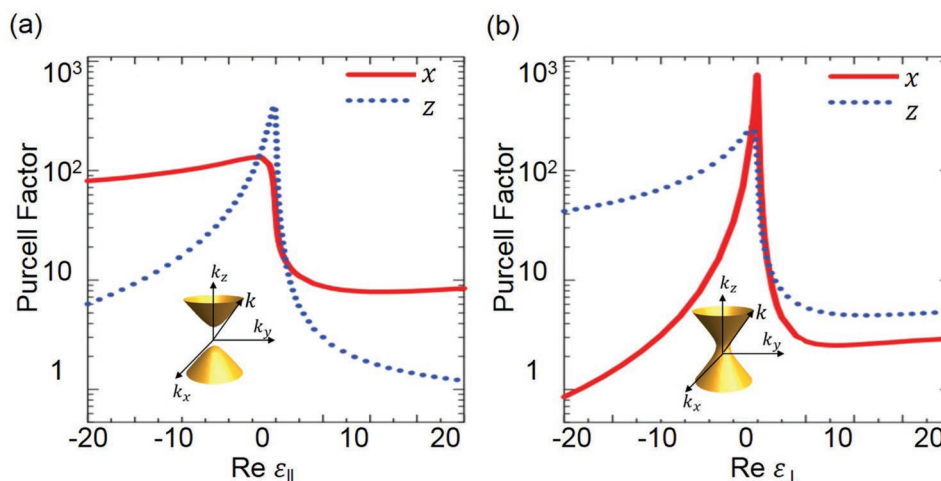 (a)
10³
10²
10
1
Purcell Factor
x
z
k_z
k
k_y
k_x
-20 -10 0 10 20
Re ε_||
(b)
10³
10²
10
1
Purcell Factor
x
z
k_z
k
k_y
k_x
-20 -10 0 10 20
Re ε_⊥